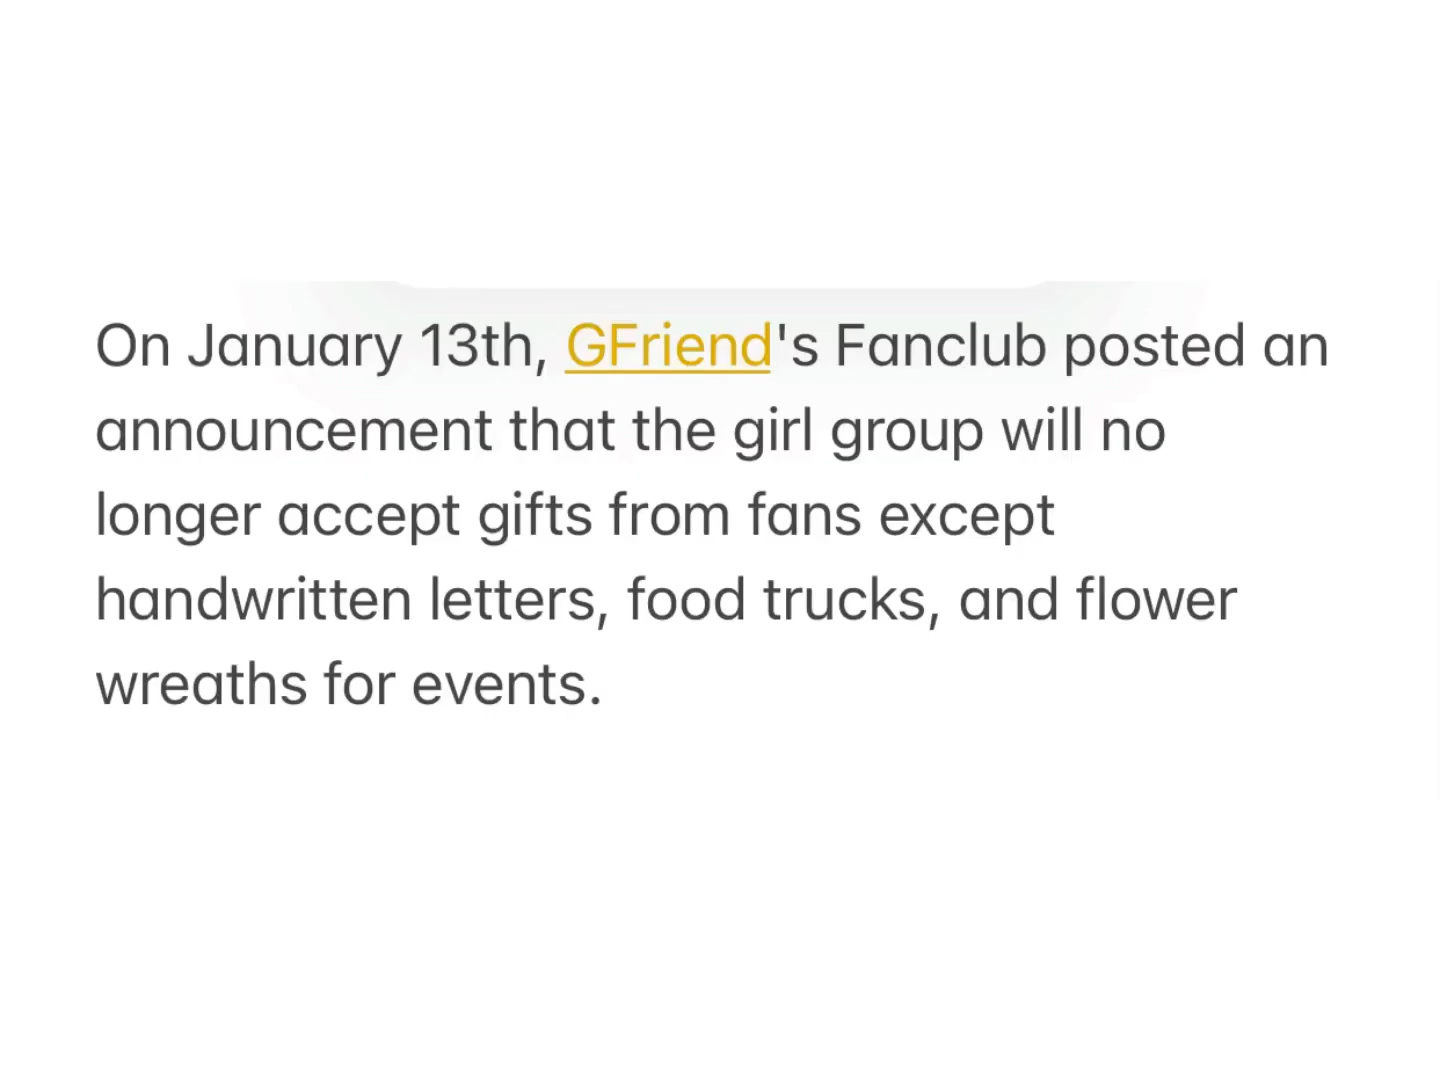 On January 13th, GFriend's Fanclub posted an
announcement that the girl group will no
longer accept gifts from fans except
handwritten letters, food trucks, and flower
wreaths for events.